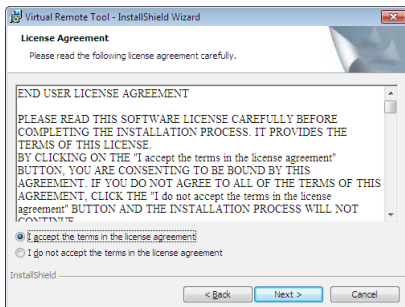 Virtual Remote Tool - InstallShield Wizard
License Agreement
Please read the following license agreement carefully.
END USER LICENSE AGREEMENT
PLEASE READ THIS SOFTWARE LICENSE CAREFULLY BEFORE
COMPLETING THE INSTALLATION PROCESS. IT PROVIDES THE
TERMS OF THIS LICENSE.
BY CLICKING ON THE "I accept the terms in the license agreement"
BUTTON, YOU ARE CONSENTING TO BE BOUND BY THIS
AGREEMENT. IF YOU DO NOT AGREE TO ALL OF THE TERMS OF THIS
AGREEMENT, CLICK THE "I do not accept the terms in the license
agreement" BUTTON AND THE INSTALLATION PROCESS WILL NOT
CONTINUE
I accept the terms in the license agreement
I do not accept the terms in the license agreement
InstallShield
< Back Next > Cancel